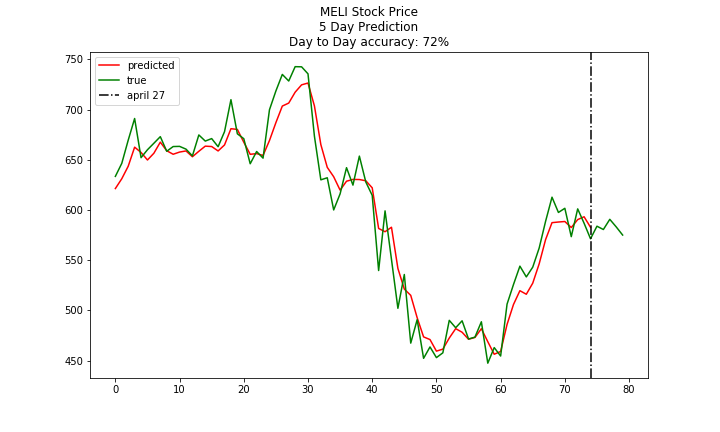 MELI Stock Price
5 Day Prediction
Day to Day accuracy: 72%
predicted
true
april 27
750
700
650
600
550
500
450
0 10 20 30 40 50 60 70 80